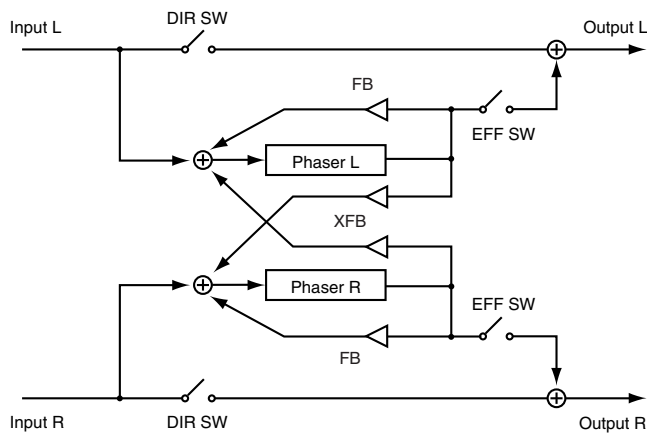 DIR SW
Input L
Output L
FB
EFF SW
Phaser L
XFB
Phaser R
EFF SW
FB
Input R
DIR SW
Output R